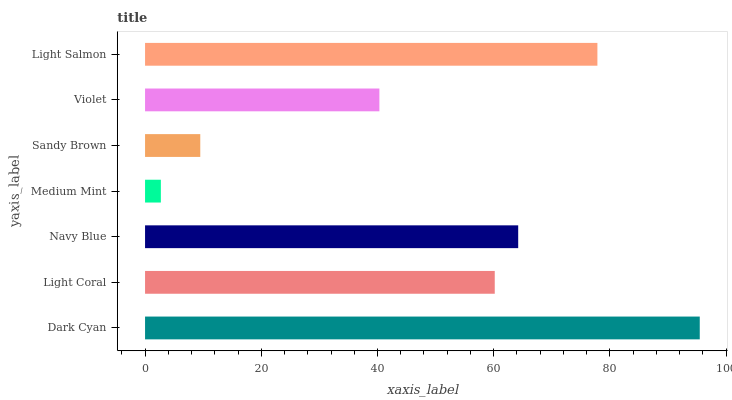 title
Light Salmon
Violet
Sandy Brown
Medium Mint
Navy Blue
Light Coral
Dark Cyan
yaxis_label
0 20 40 60 80 100
xaxis_label